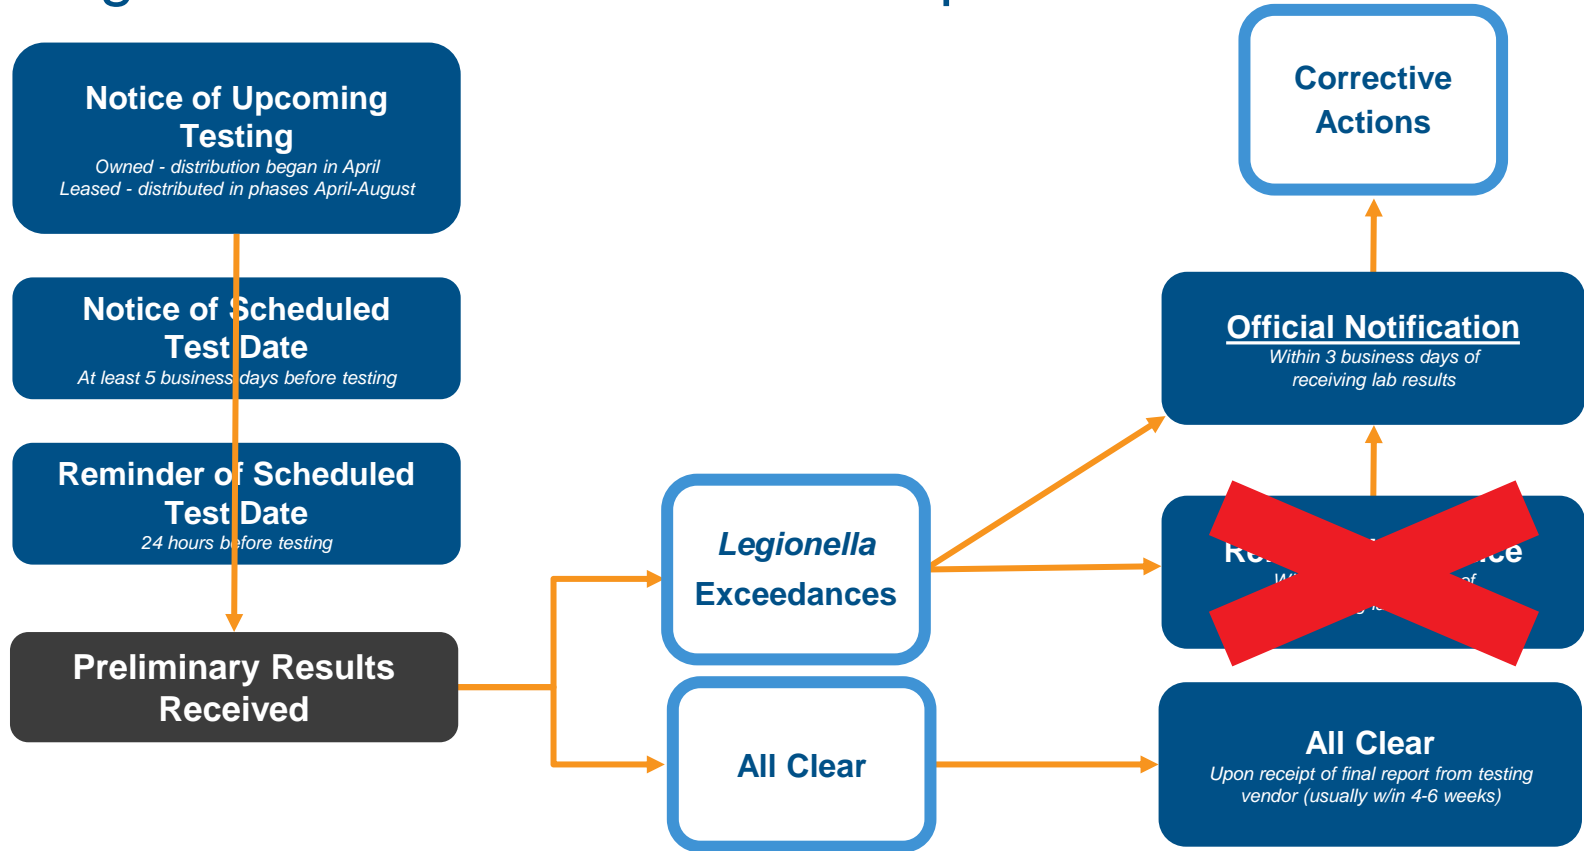 Notice of Upcoming
Testing
Owned - distribution began in April
Leased - distributed in phases April-August
Notice of Scheduled
Test Date
At least 5 business days before testing
Reminder of Scheduled
Test Date
24 hours before testing
Preliminary Results
Received
Legionella
Exceedances
All Clear
Corrective
Actions
Official Notification
Within 3 business days of
receiving lab results
of
All Clear
Upon receipt of final report from testing
vendor (usually w/in 4-6 weeks)